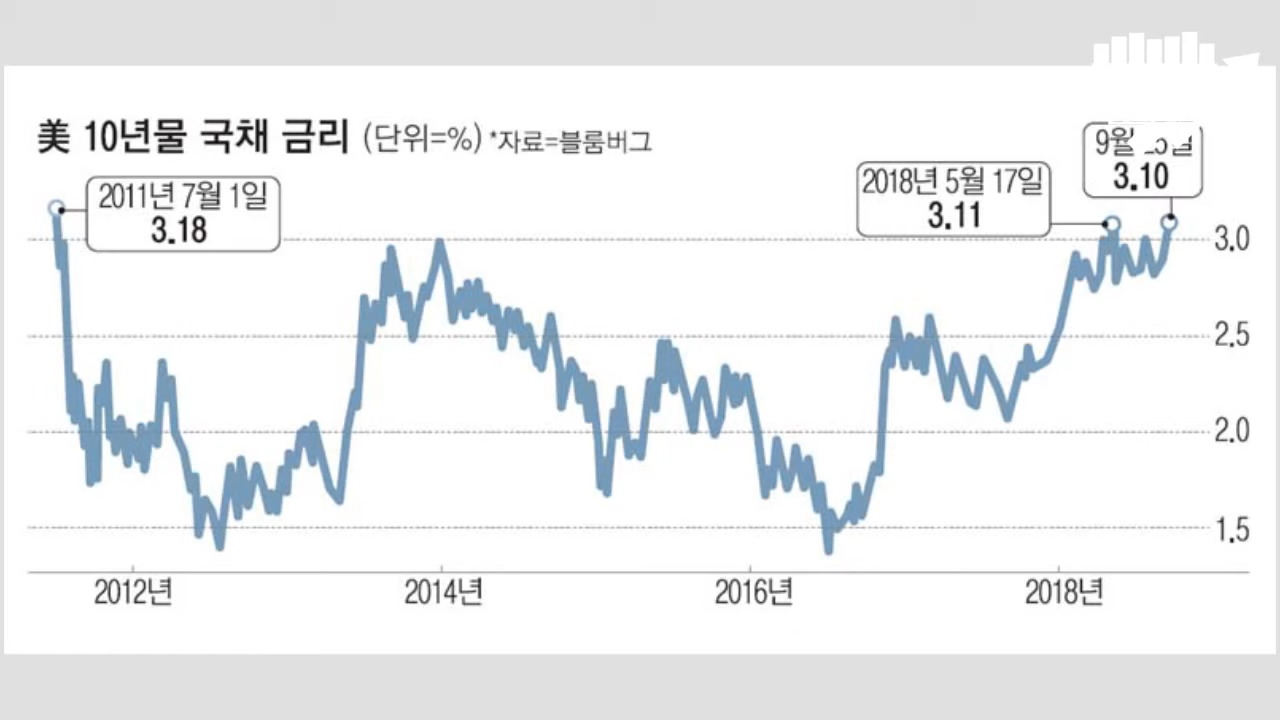 美 10년물 국채 금리 (단위=%) *자료=블룸버그
2011년 7월 1일
3.18
2018년 5월 17일
3.11
9월
3.10
3.0
2.5
2.0
1.5
2012년 2014년 2016년 2018년